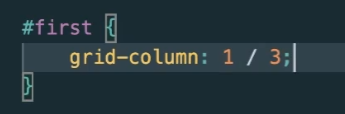 #first {
    grid-column: 1 / 3;
}